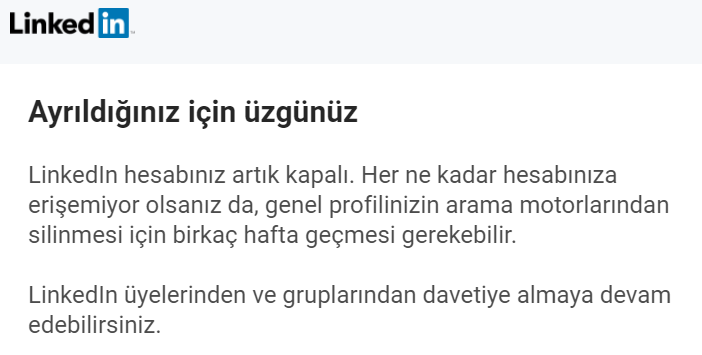 Linkedin
Ayrıldığınız için üzgünüz
LinkedIn hesabınız artık kapalı. Her ne kadar hesabınıza
erişemiyor olsanız da, genel profilinizin arama motorlarından
silinmesi için birkaç hafta geçmesi gerekebilir.
LinkedIn üyelerinden ve gruplarından davetiye almaya devam
edebilirsiniz.